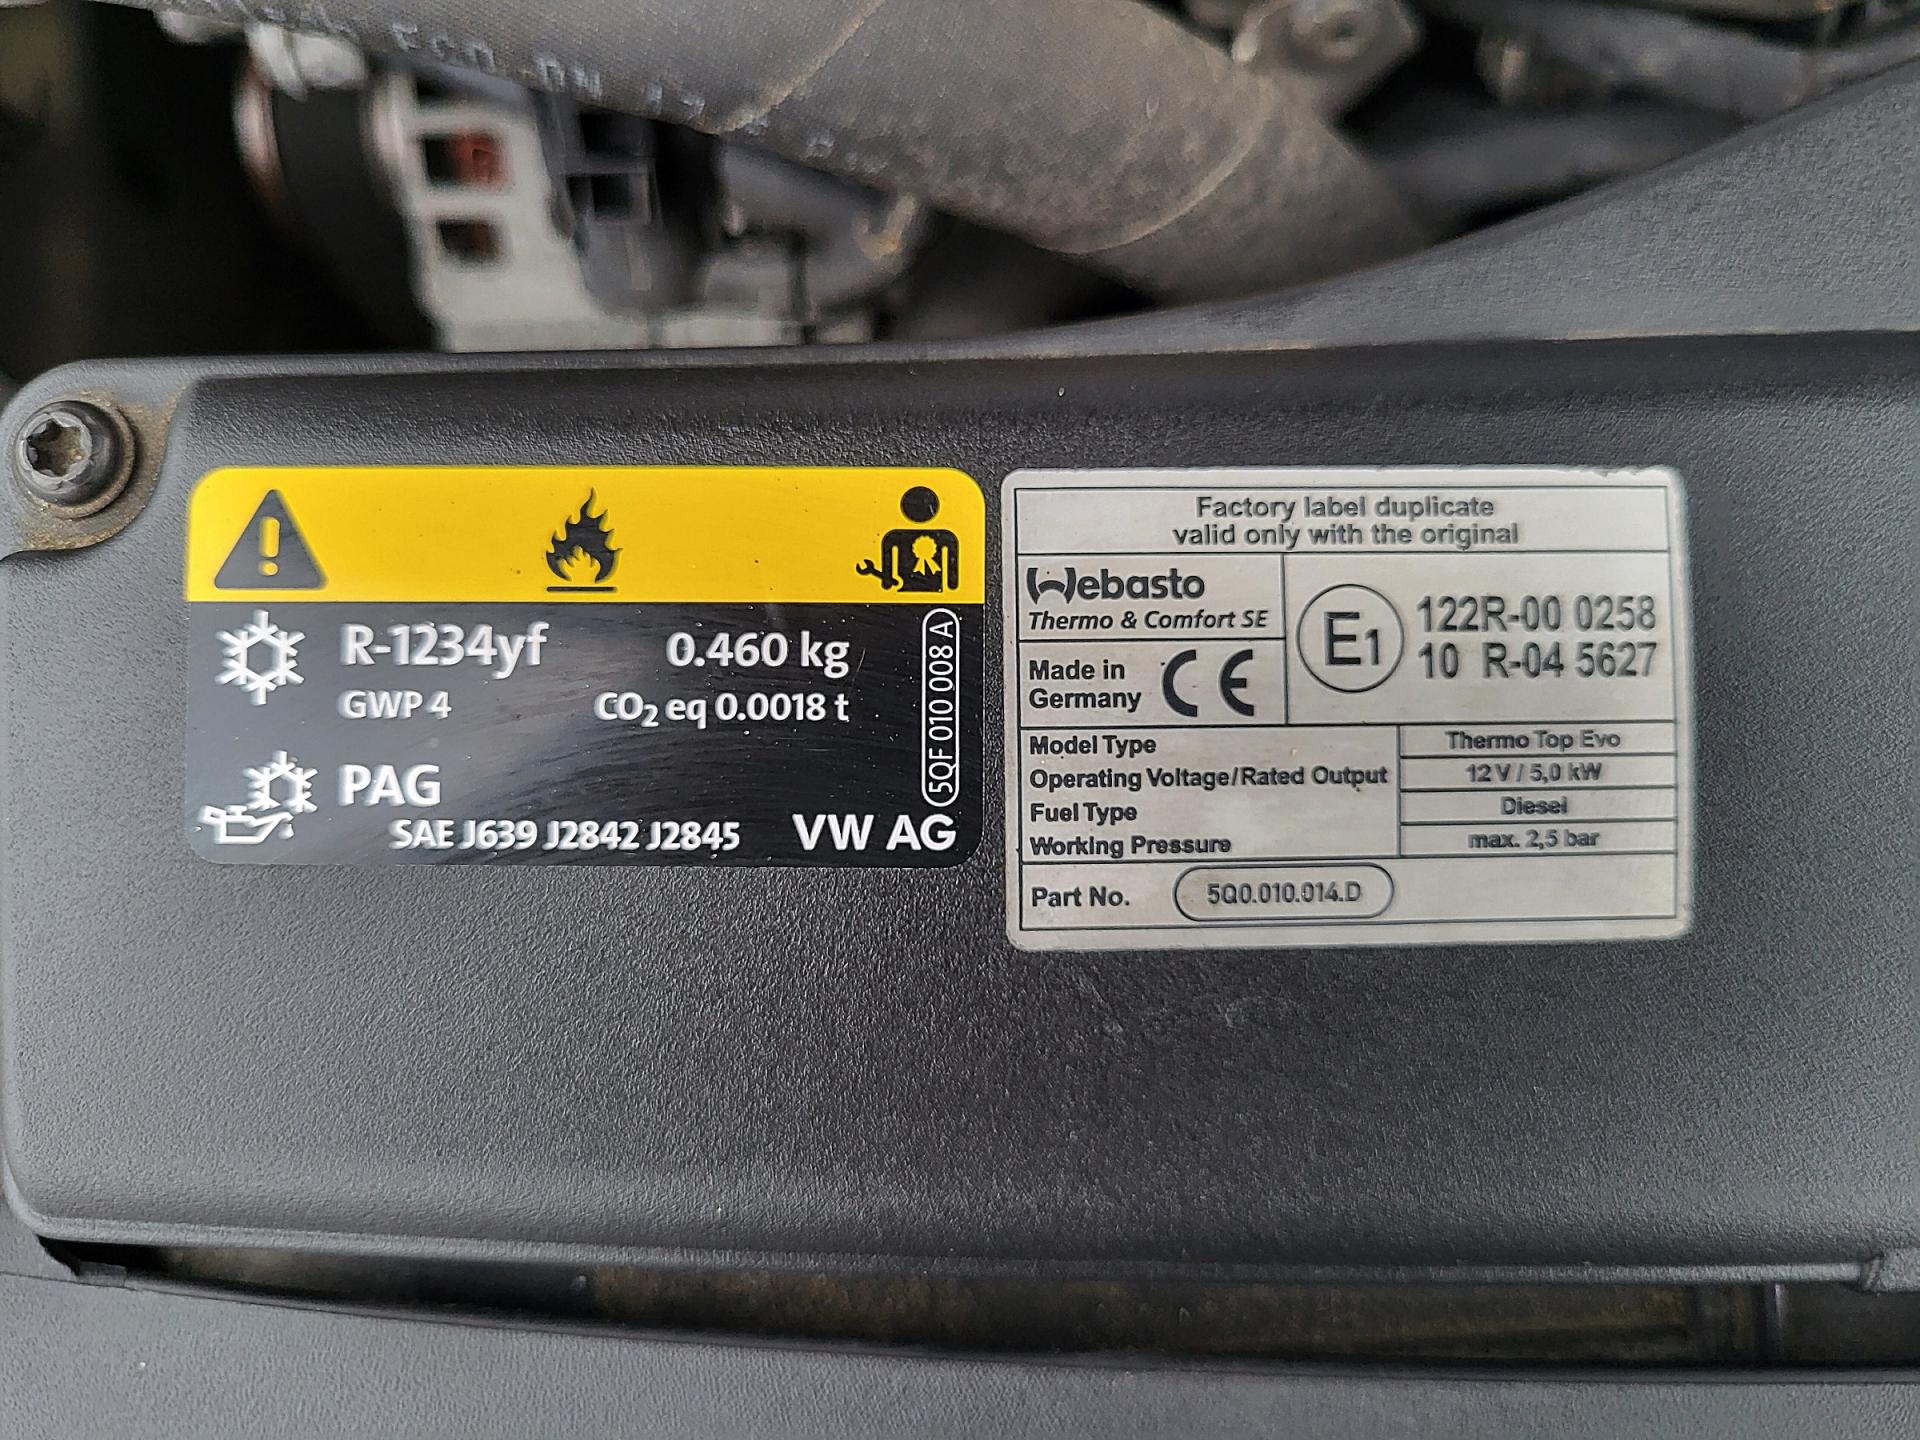 R-1234yf 0.460 kg
GWP 4 CO2 eq 0.0018 t
PAG
SAE J639 J2842 J2845 VW AG
5QF 010 008 A
Factory label duplicate
valid only with the original
Webasto
Thermo & Comfort SE
Made in
Germany
CE
E1
122R-00 0258
10 R-04 5627
Model Type Thermo Top Evo
Operating Voltage/Rated Output 12 V / 5,0 kW
Fuel Type Diesel
Working Pressure max. 2,5 bar
Part No. 5Q0.010.014.D